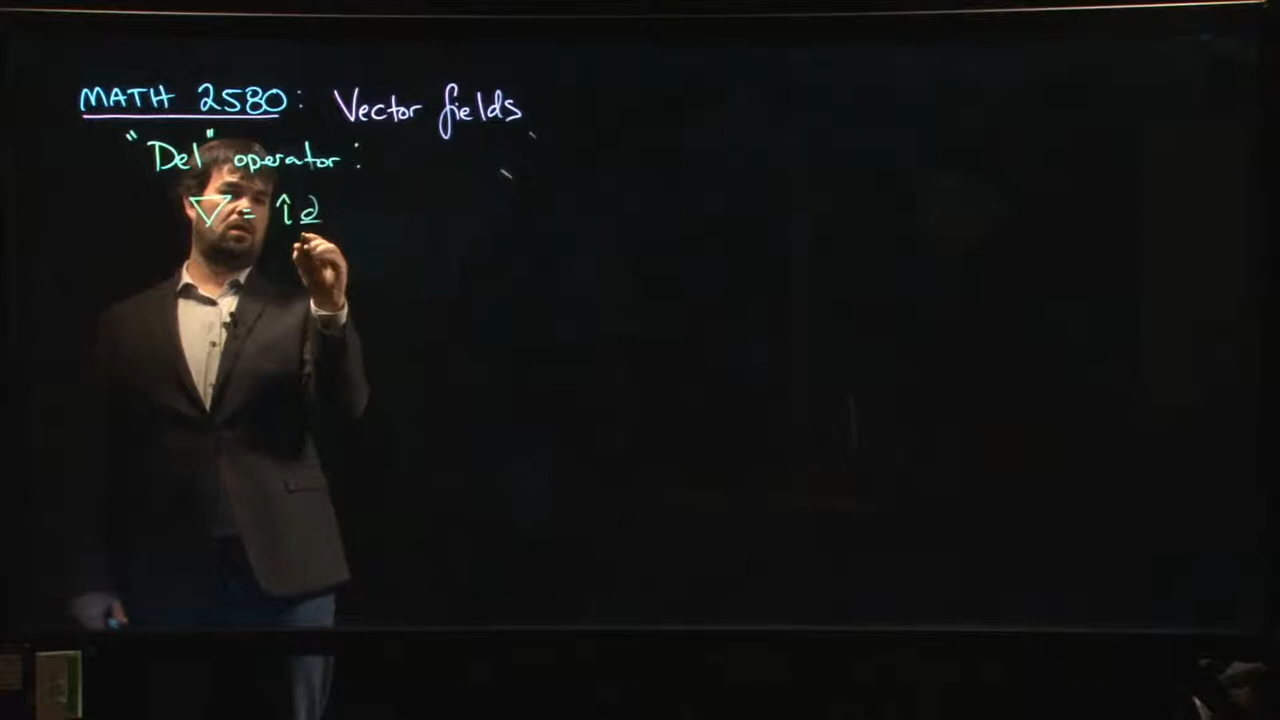 MATH 2580: Vector fields
"Del" operator:
∇ = î ∂